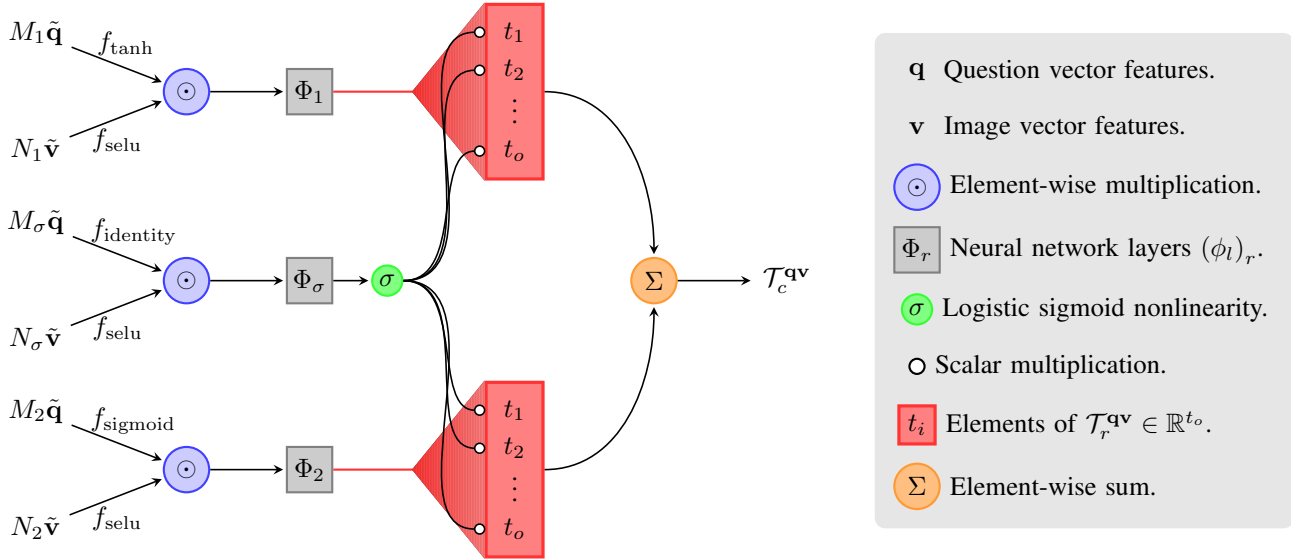 M₁q̃
f_tanh
⊙
N₁ṽ
f_selu
Φ₁
t₁
t₂
⋮
t_o
M_σq̃
f_identity
⊙
N_σṽ
f_selu
Φ_σ
σ
Σ
𝒯_c^qv
M₂q̃
f_sigmoid
⊙
N₂ṽ
f_selu
Φ₂
t₁
t₂
⋮
t_o
q Question vector features.
v Image vector features.
⊙ Element-wise multiplication.
Φ_r Neural network layers (ϕ_l)_r.
σ Logistic sigmoid nonlinearity.
Scalar multiplication.
t_i Elements of 𝒯_r^qv ∈ ℝ^t_o.
Σ Element-wise sum.